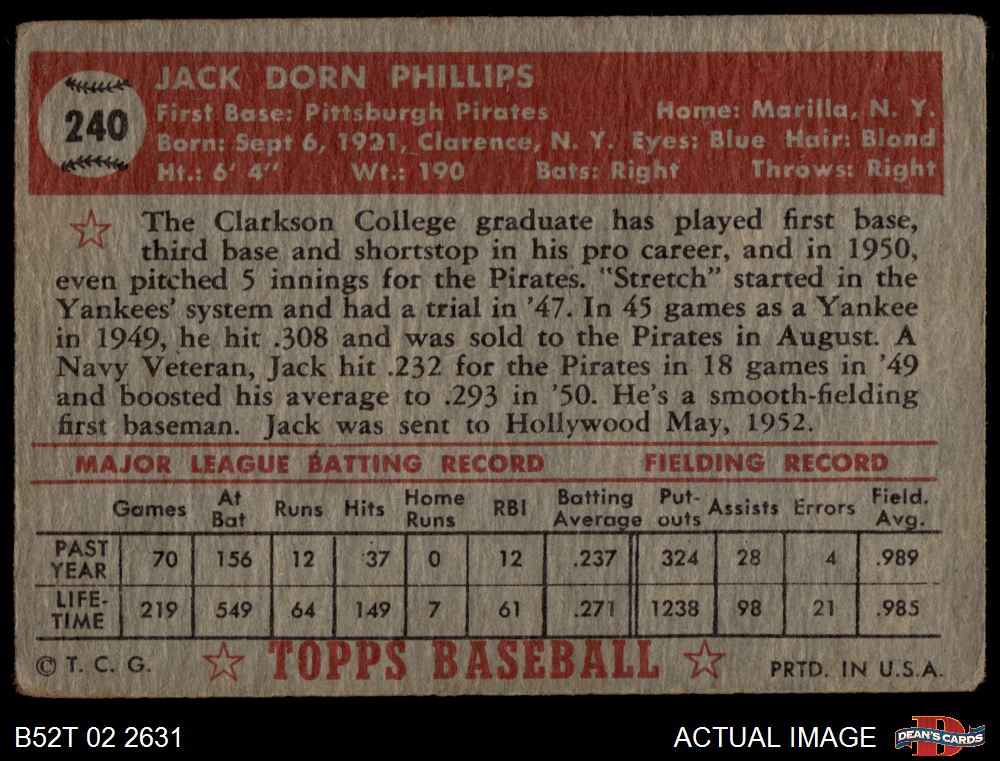 JACK DORN PHILLIPS
240
First Base: Pittsburgh Pirates Home: Marilla, N. Y.
Born: Sept 6, 1921, Clarence, N. Y. Eyes: Blue Hair: Blond
Ht.: 6' 4" Wt.: 190 Bats: Right Throws: Right
The Clarkson College graduate has played first base,
third base and shortstop in his pro career, and in 1950,
even pitched 5 innings for the Pirates. "Stretch" started in the
Yankees' system and had a trial in '47. In 45 games as a Yankee
in 1949, he hit .308 and was sold to the Pirates in August. A
Navy Veteran, Jack hit .232 for the Pirates in 18 games in '49
and boosted his average to .293 in '50. He's a smooth-fielding
first baseman. Jack was sent to Hollywood May, 1952.
MAJOR LEAGUE BATTING RECORD FIELDING RECORD
Games At Bat Runs Hits Home Runs RBI Batting Average Put-outs Assists Errors Field. Avg.
PAST YEAR 70 156 12 37 0 12 .237 324 28 4 .989
LIFE-TIME 219 549 64 149 7 61 .271 1238 98 21 .985
© T. C. G. TOPPS BASEBALL PRTD. IN U.S.A.
B52T 02 2631 ACTUAL IMAGE DEAN'S CARDS